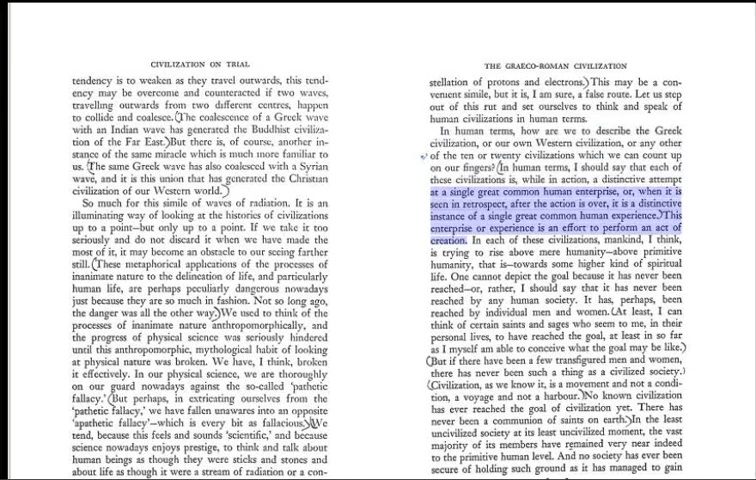 CIVILIZATION ON TRIAL
tendency is to weaken as they travel outwards, this tend-
ency may be overcome and counteracted if two waves,
travelling outwards from two different centres, happen
to collide and coalesce. (The coalescence of a Greek wave
with an Indian wave has generated the Buddhist civiliza-
tion of the Far East.) But there is, of course, another in-
stance of the same miracle which is much more familiar to
us. (The same Greek wave has also coalesced with a Syrian
wave, and it is this union that has generated the Christian
civilization of our Western world.)
So much for this simile of waves of radiation. It is an
illuminating way of looking at the histories of civilizations
up to a point—but only up to a point. If we take it too
seriously and do not discard it when we have made the
most of it, it may become an obstacle to our seeing farther
still. (These metaphorical applications of the processes of
inanimate nature to the delineation of life, and particularly
human life, are perhaps peculiarly dangerous nowadays
just because they are so much in fashion. Not so long ago,
the danger was all the other way.) We used to think of the
processes of inanimate nature anthropomorphically, and
the progress of physical science was seriously hindered
until this anthropomorphic, mythological habit of looking
at physical nature was broken. We have, I think, broken
it effectively. In our physical science, we are thoroughly
on our guard nowadays against the so-called 'pathetic
fallacy.' (But perhaps, in extricating ourselves from the
'pathetic fallacy,' we have fallen unawares into an opposite
'apathetic fallacy'—which is every bit as fallacious.) We
tend, because this feels and sounds 'scientific,' and because
science nowadays enjoys prestige, to think and talk about
human beings as though they were sticks and stones and
about life as though it were a stream of radiation or a con-
THE GRAECO-ROMAN CIVILIZATION
stellation of protons and electrons.) This may be a con-
venient simile, but it is, I am sure, a false route. Let us step
out of this rut and set ourselves to think and speak of
human civilizations in human terms.
In human terms, how are we to describe the Greek
civilization, or our own Western civilization, or any other
of the ten or twenty civilizations which we can count up
on our fingers? (In human terms, I should say that each of
these civilizations is, while in action, a distinctive attempt
at a single great common human enterprise, or, when it is
seen in retrospect, after the action is over, it is a distinctive
instance of a single great common human experience.) This
enterprise or experience is an effort to perform an act of
creation. In each of these civilizations, mankind, I think,
is trying to rise above mere humanity—above primitive
humanity, that is—towards some higher kind of spiritual
life. One cannot depict the goal because it has never been
reached—or, rather, I should say that it has never been
reached by any human society. It has, perhaps, been
reached by individual men and women. (At least, I can
think of certain saints and sages who seem to me, in their
personal lives, to have reached the goal, at least in so far
as I myself am able to conceive what the goal may be like.)
(But if there have been a few transfigured men and women,
there has never been such a thing as a civilized society.)
(Civilization, as we know it, is a movement and not a condi-
tion, a voyage and not a harbour.) No known civilization
has ever reached the goal of civilization yet. There has
never been a communion of saints on earth.) In the least
uncivilized society at its least uncivilized moment, the vast
majority of its members have remained very near indeed
to the primitive human level. And no society has ever been
secure of holding such ground as it has managed to gain